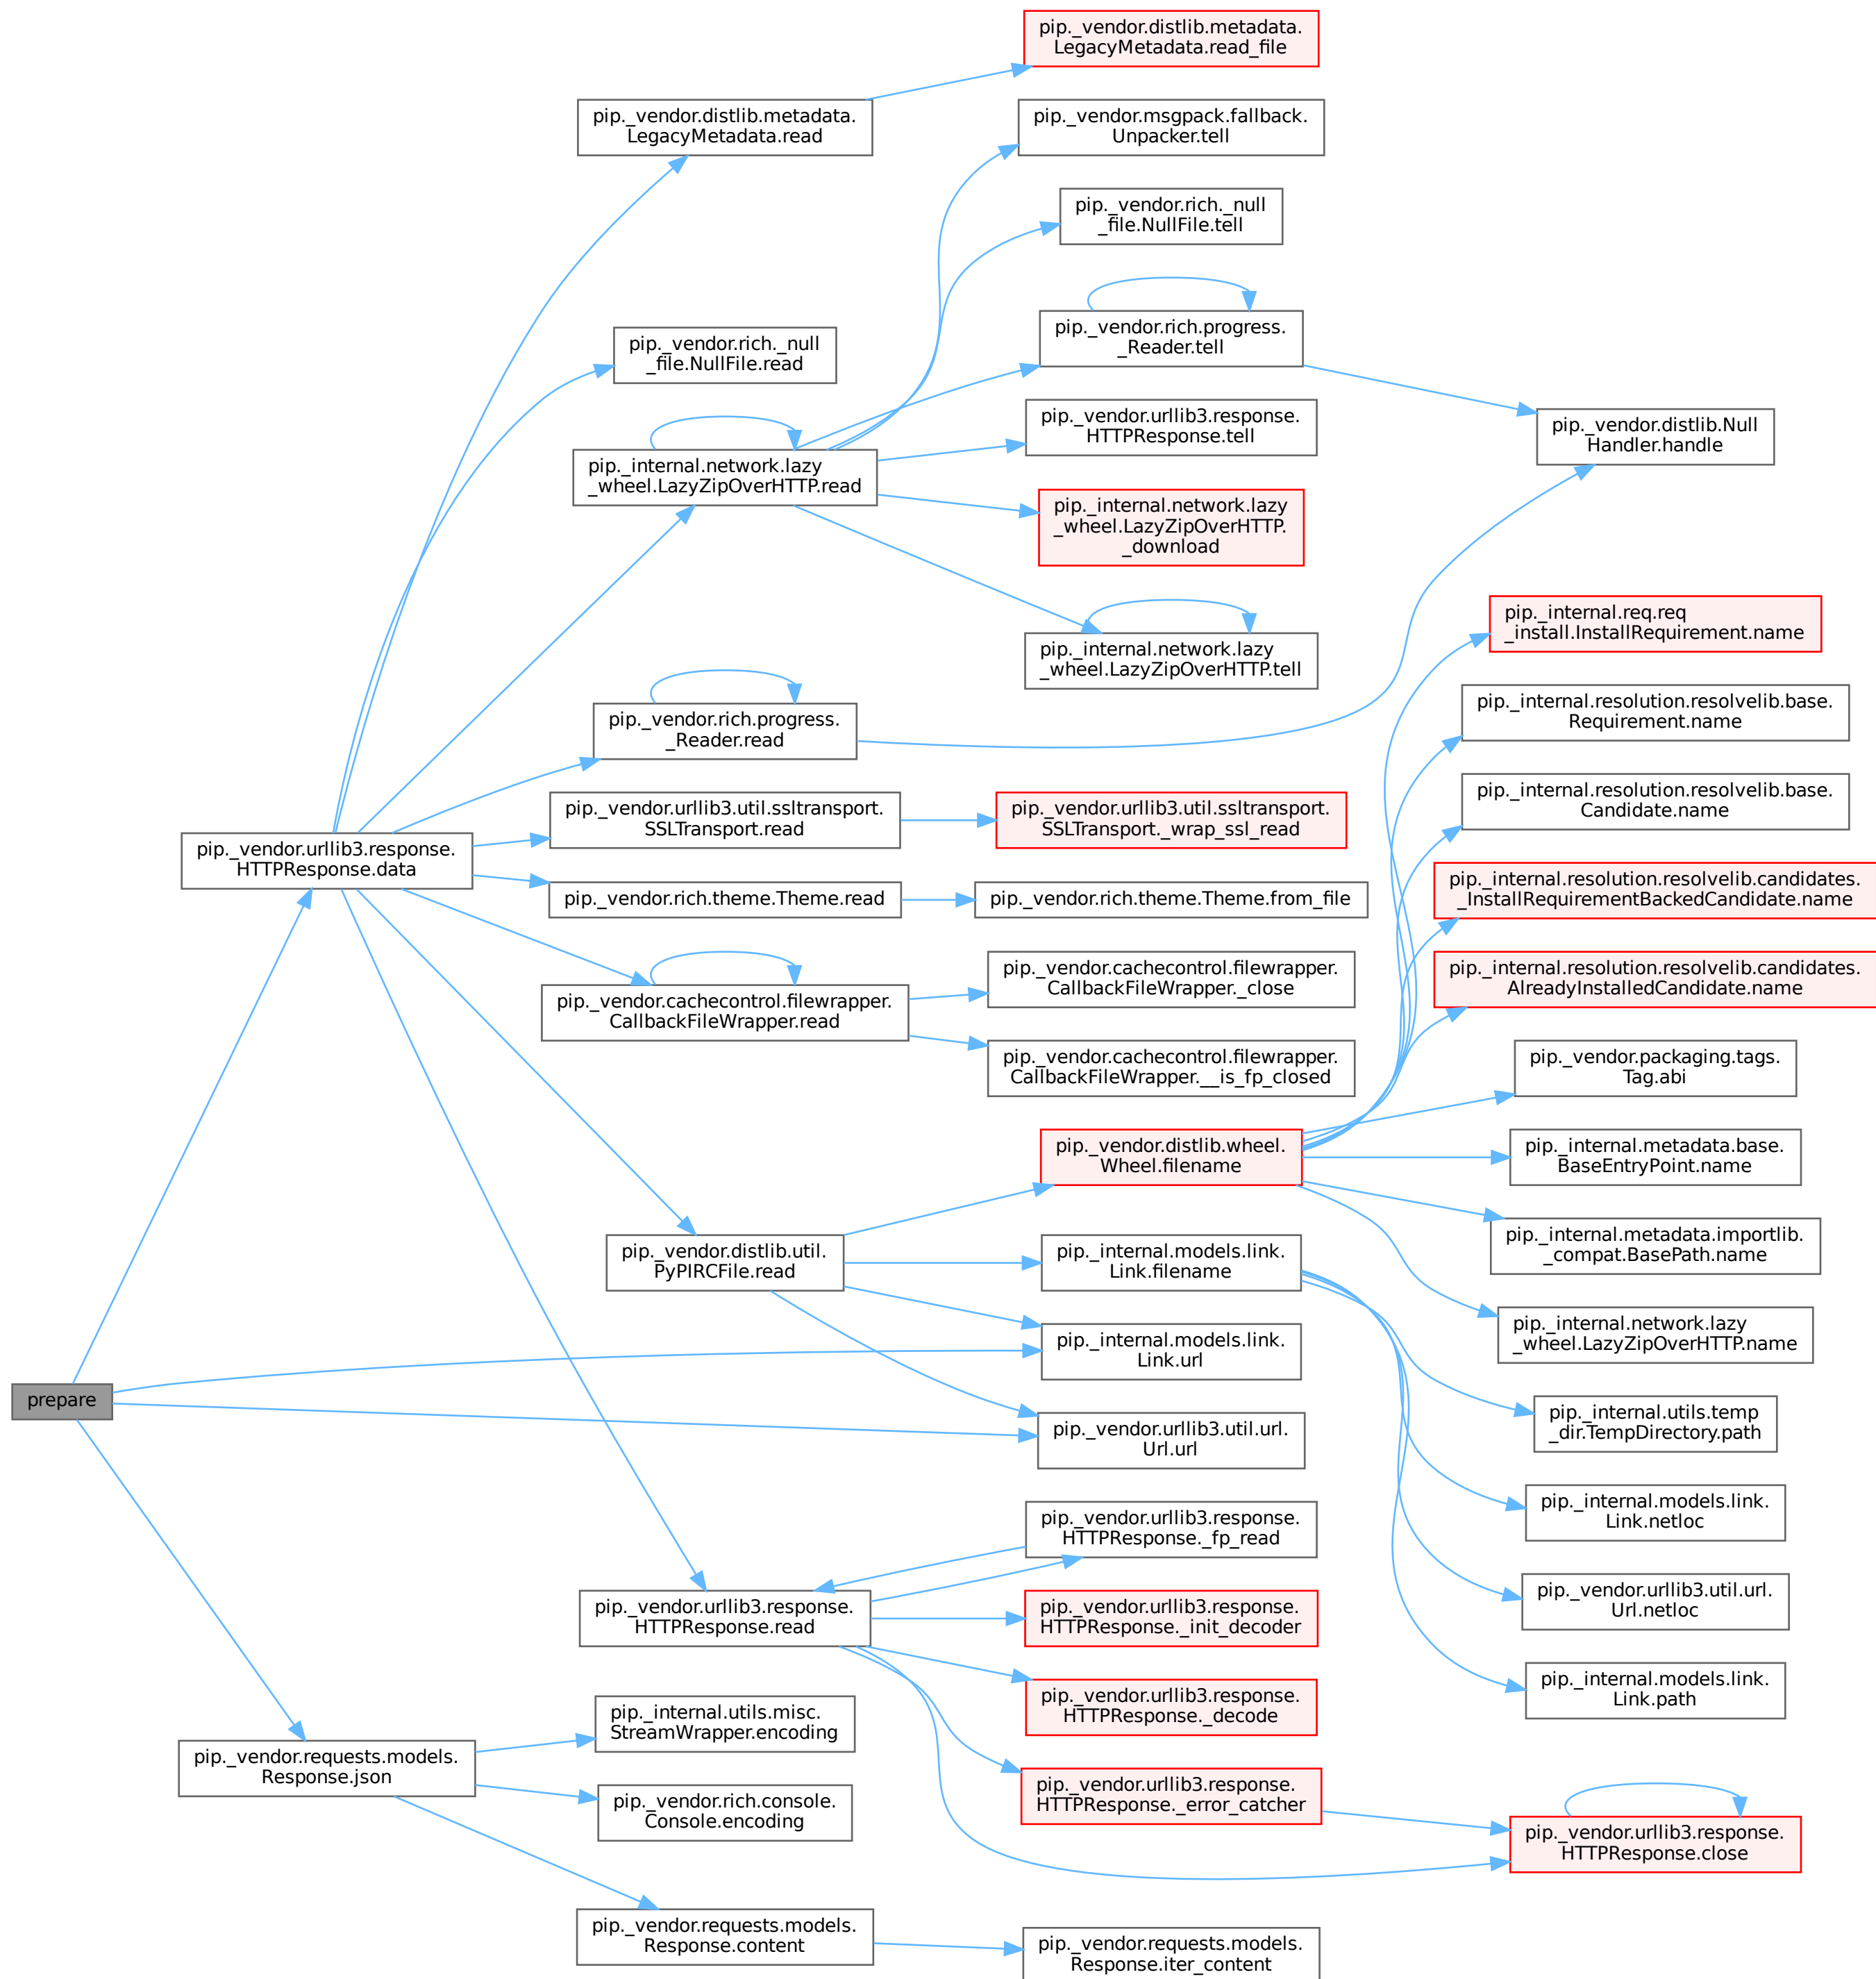 pip._vendor.distlib.metadata.
LegacyMetadata.read_file
pip._vendor.distlib.metadata.
LegacyMetadata.read
pip._vendor.msgpack.fallback.
Unpacker.tell
pip._vendor.rich._null
_file.NullFile.tell
pip._vendor.rich._null
_file.NullFile.read
pip._vendor.rich.progress.
_Reader.tell
pip._vendor.distlib.Null
Handler.handle
pip._vendor.urllib3.response.
HTTPResponse.tell
pip._internal.network.lazy
_wheel.LazyZipOverHTTP.read
pip._internal.network.lazy
_wheel.LazyZipOverHTTP.
_download
pip._internal.req.req
_install.InstallRequirement.name
pip._internal.network.lazy
_wheel.LazyZipOverHTTP.tell
pip._internal.resolution.resolvelib.base.
Requirement.name
pip._vendor.rich.progress.
_Reader.read
pip._internal.resolution.resolvelib.base.
Candidate.name
pip._vendor.urllib3.util.ssltransport.
SSLTransport.read
pip._vendor.urllib3.util.ssltransport.
SSLTransport._wrap_ssl_read
pip._vendor.urllib3.response.
HTTPResponse.data
pip._internal.resolution.resolvelib.candidates.
_InstallRequirementBackedCandidate.name
pip._vendor.rich.theme.Theme.read
pip._vendor.rich.theme.Theme.from_file
pip._internal.resolution.resolvelib.candidates.
AlreadyInstalledCandidate.name
pip._vendor.cachecontrol.filewrapper.
CallbackFileWrapper._close
pip._vendor.cachecontrol.filewrapper.
CallbackFileWrapper.read
pip._vendor.cachecontrol.filewrapper.
CallbackFileWrapper.__is_fp_closed
pip._vendor.packaging.tags.
Tag.abi
pip._vendor.distlib.wheel.
Wheel.filename
pip._internal.metadata.base.
BaseEntryPoint.name
pip._internal.metadata.importlib.
_compat.BasePath.name
pip._vendor.distlib.util.
PyPIRCFile.read
pip._internal.models.link.
Link.filename
pip._internal.network.lazy
_wheel.LazyZipOverHTTP.name
pip._internal.models.link.
Link.url
prepare
pip._internal.utils.temp
_dir.TempDirectory.path
pip._vendor.urllib3.util.url.
Url.url
pip._internal.models.link.
Link.netloc
pip._vendor.urllib3.response.
HTTPResponse._fp_read
pip._vendor.urllib3.util.url.
Url.netloc
pip._vendor.urllib3.response.
HTTPResponse.read
pip._vendor.urllib3.response.
HTTPResponse._init_decoder
pip._internal.models.link.
Link.path
pip._vendor.urllib3.response.
HTTPResponse._decode
pip._internal.utils.misc.
StreamWrapper.encoding
pip._vendor.requests.models.
Response.json
pip._vendor.urllib3.response.
HTTPResponse._error_catcher
pip._vendor.rich.console.
Console.encoding
pip._vendor.urllib3.response.
HTTPResponse.close
pip._vendor.requests.models.
Response.content
pip._vendor.requests.models.
Response.iter_content